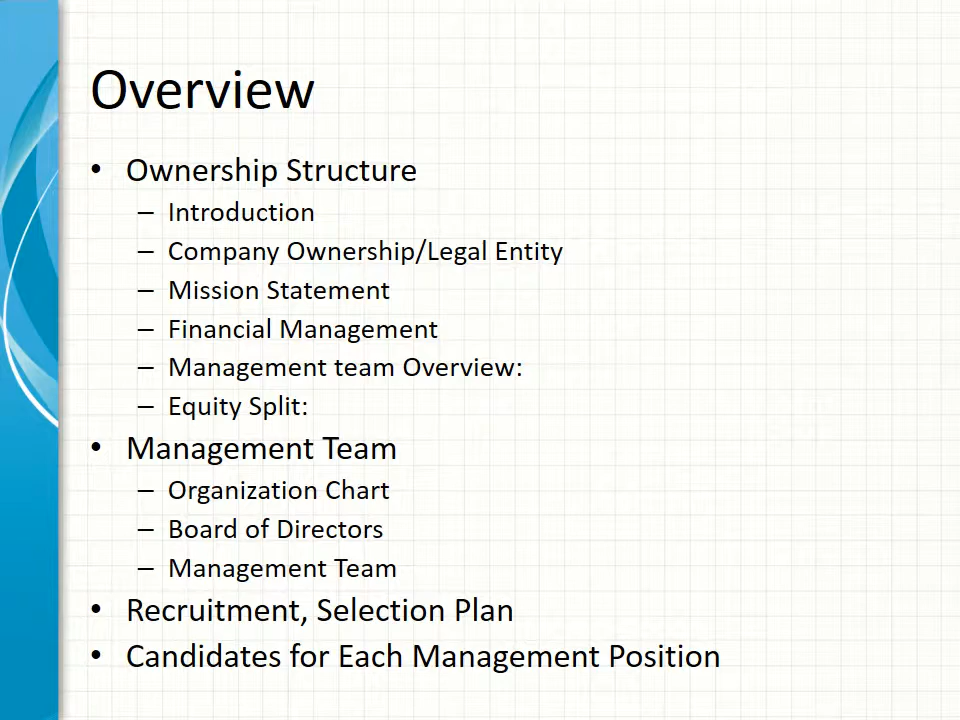 Overview
• Ownership Structure
– Introduction
– Company Ownership/Legal Entity
– Mission Statement
– Financial Management
– Management team Overview:
– Equity Split:
• Management Team
– Organization Chart
– Board of Directors
– Management Team
• Recruitment, Selection Plan
• Candidates for Each Management Position